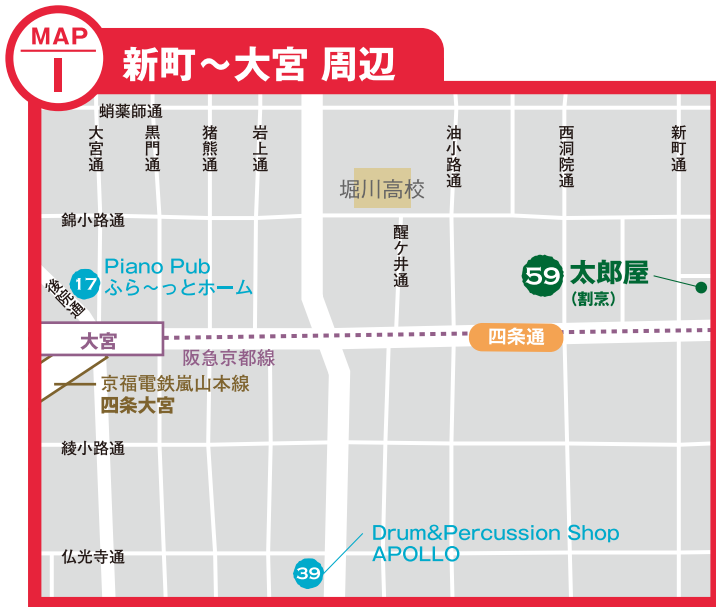 MAP
1
新町～大宮 周辺
蛸薬師通
大宮通
黒門通
猪熊通
岩上通
油小路通
西洞院通
新町通
堀川高校
錦小路通
醒ケ井通
17
Piano Pub
ふら～っとホーム
後院通
59
太郎屋
(割烹)
大宮
四条通
阪急京都線
京福電鉄嵐山本線
四条大宮
綾小路通
Drum&Percussion Shop
APOLLO
仏光寺通
39